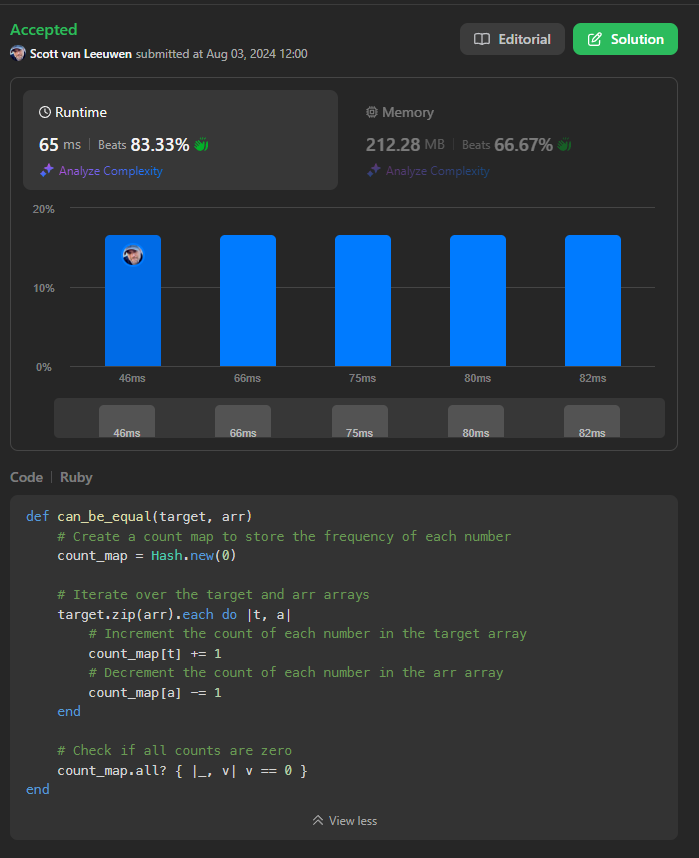 Accepted
Scott van Leeuwen submitted at Aug 03, 2024 12:00
Editorial
Solution
Runtime
65 ms | Beats 83.33%
Analyze Complexity
Memory
212.28 MB | Beats 66.67%
Analyze Complexity
20%
10%
0%
46ms 66ms 75ms 80ms 82ms
46ms 66ms 75ms 80ms 82ms
Code | Ruby
def can_be_equal(target, arr)
    # Create a count map to store the frequency of each number
    count_map = Hash.new(0)
    # Iterate over the target and arr arrays
    target.zip(arr).each do |t, a|
        # Increment the count of each number in the target array
        count_map[t] += 1
        # Decrement the count of each number in the arr array
        count_map[a] -= 1
    end
    # Check if all counts are zero
    count_map.all? { |_, v| v == 0 }
end
View less